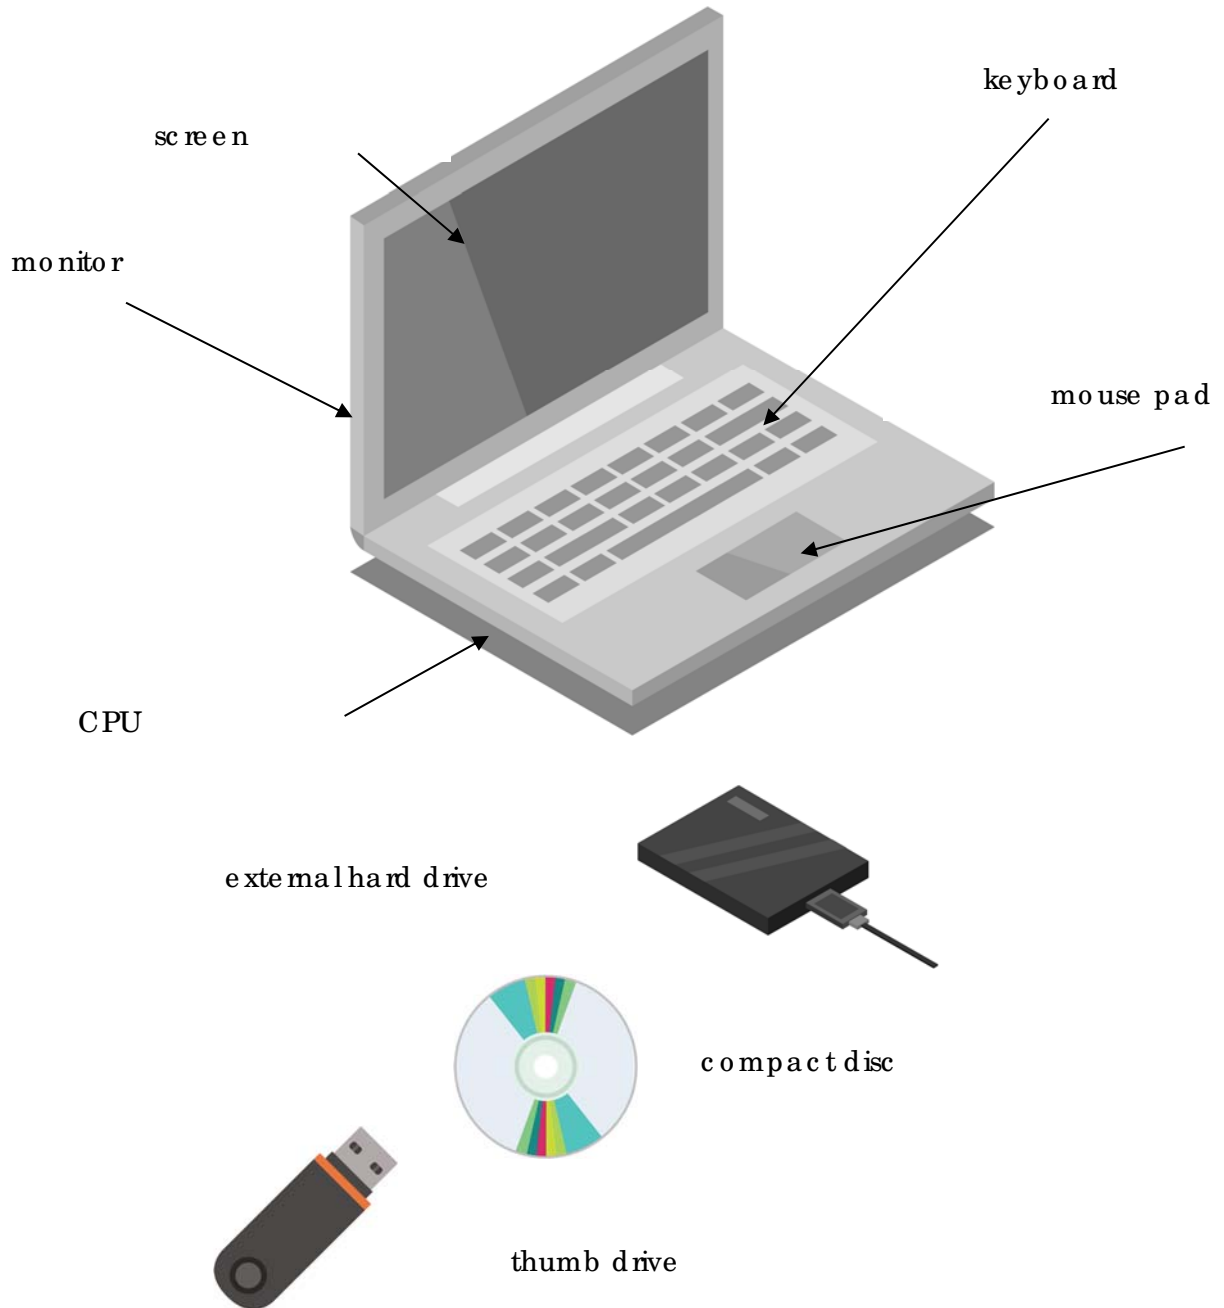 keyboard
screen
monitor
mouse pad
CPU
external hard drive
compact disc
thumb drive